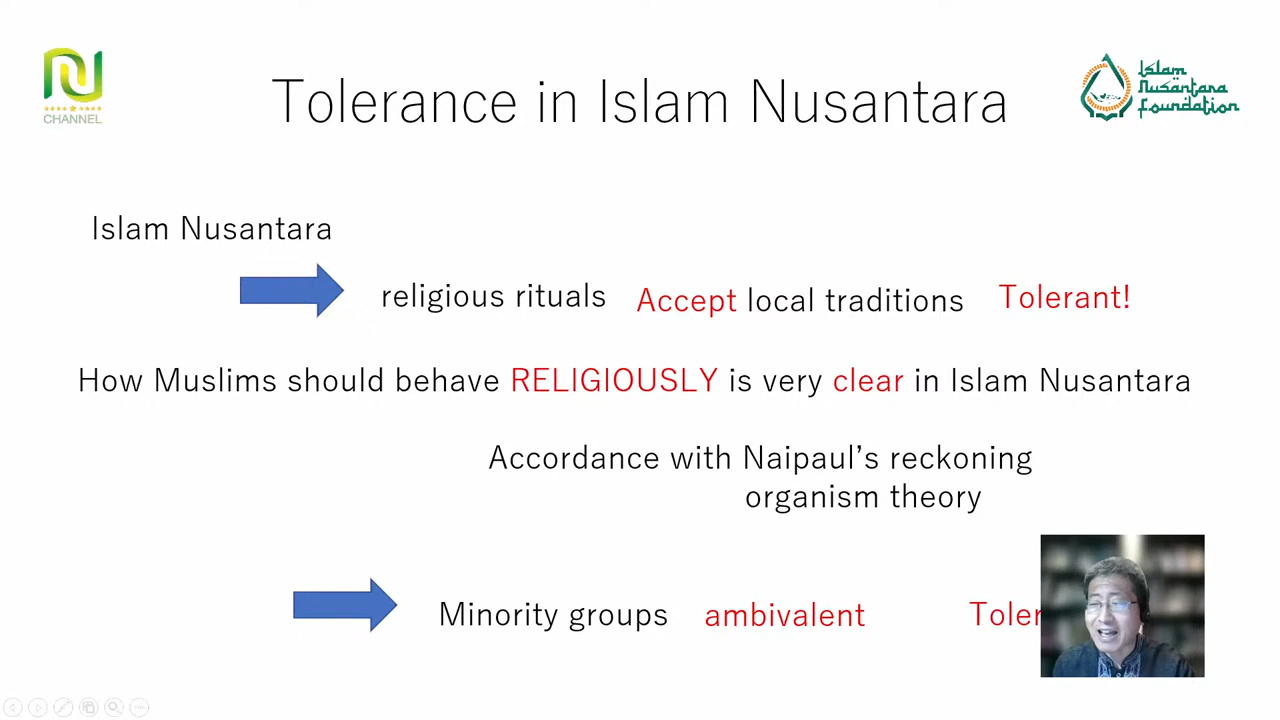 CHANNEL
Tolerance in Islam Nusantara
Islam
Nusantara
Foundation
Islam Nusantara
religious rituals Accept local traditions Tolerant!
How Muslims should behave RELIGIOUSLY is very clear in Islam Nusantara
Accordance with Naipaul’s reckoning
organism theory
Minority groups ambivalent